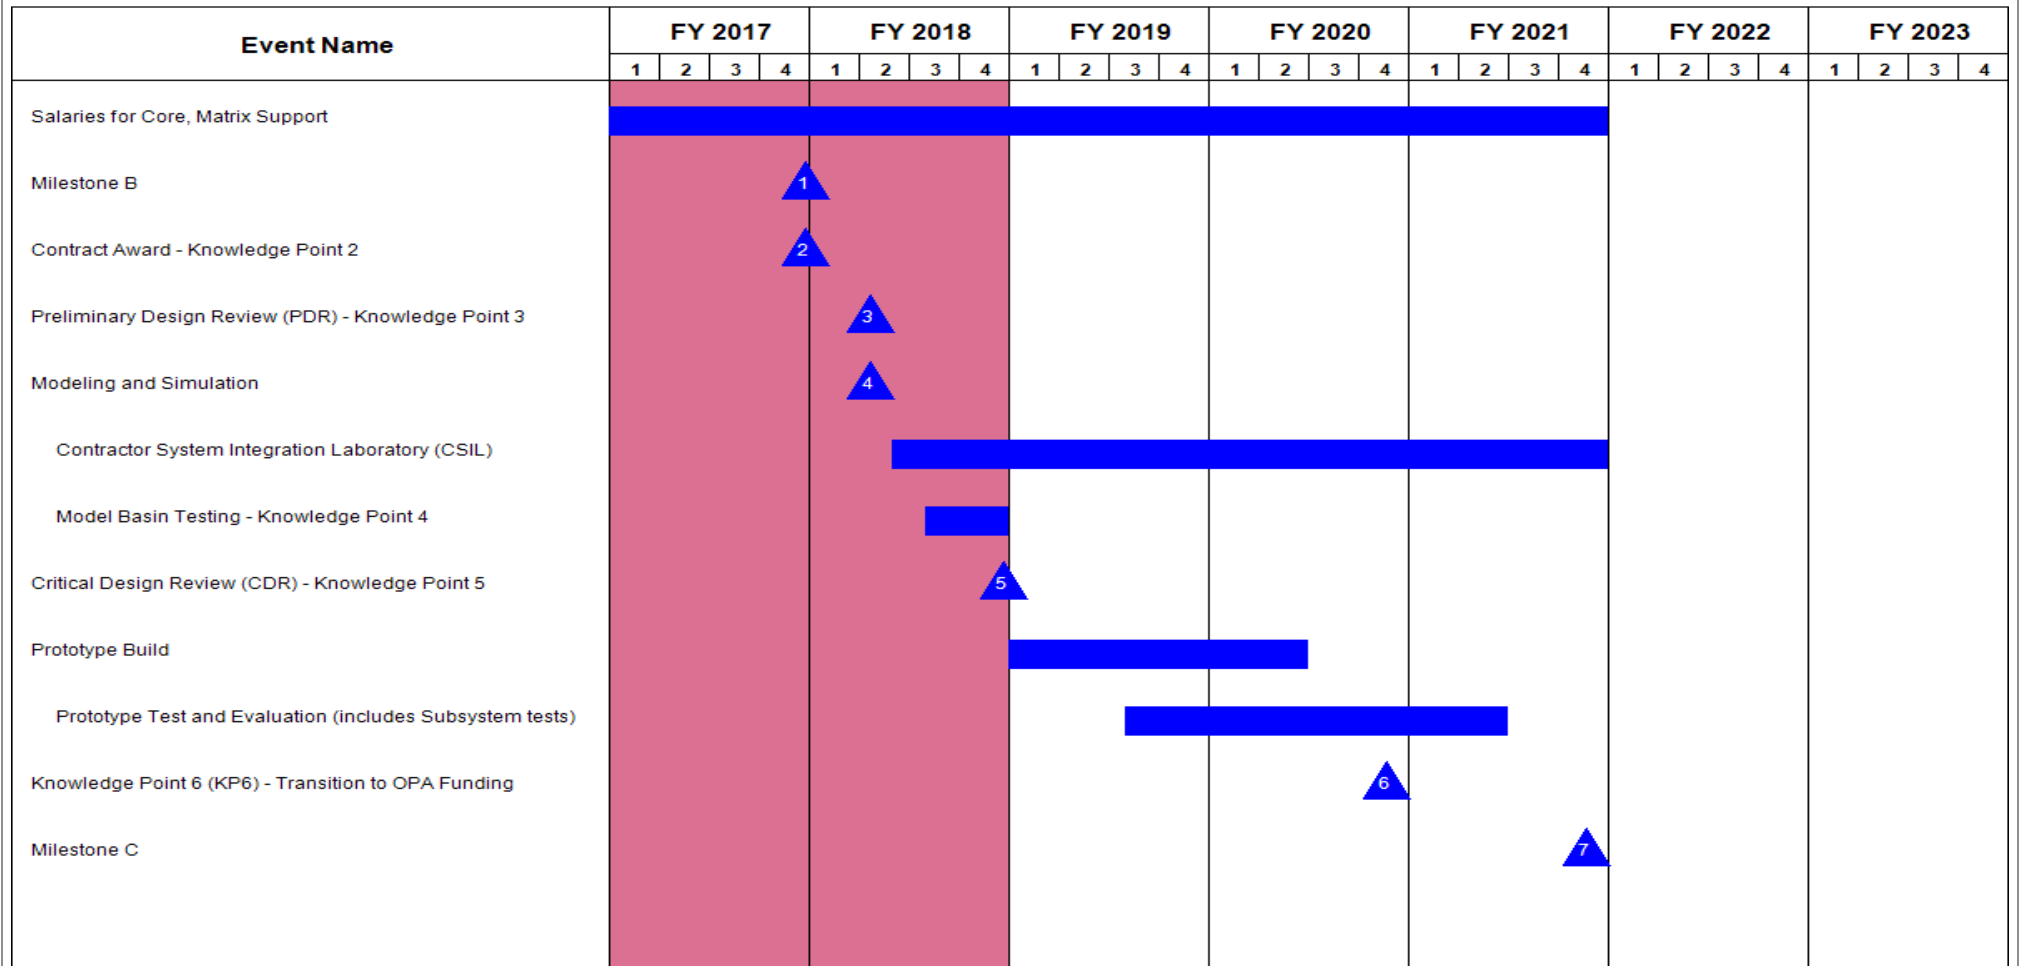 Event Name
FY 2017 FY 2018 FY 2019 FY 2020 FY 2021 FY 2022 FY 2023
1 2 3 4 1 2 3 4 1 2 3 4 1 2 3 4 1 2 3 4 1 2 3 4 1 2 3 4
Salaries for Core, Matrix Support
Milestone B 1
Contract Award - Knowledge Point 2 2
Preliminary Design Review (PDR) - Knowledge Point 3 3
Modeling and Simulation 4
Contractor System Integration Laboratory (CSIL)
Model Basin Testing - Knowledge Point 4
Critical Design Review (CDR) - Knowledge Point 5 5
Prototype Build
Prototype Test and Evaluation (includes Subsystem tests)
Knowledge Point 6 (KP6) - Transition to OPA Funding 6
Milestone C 7